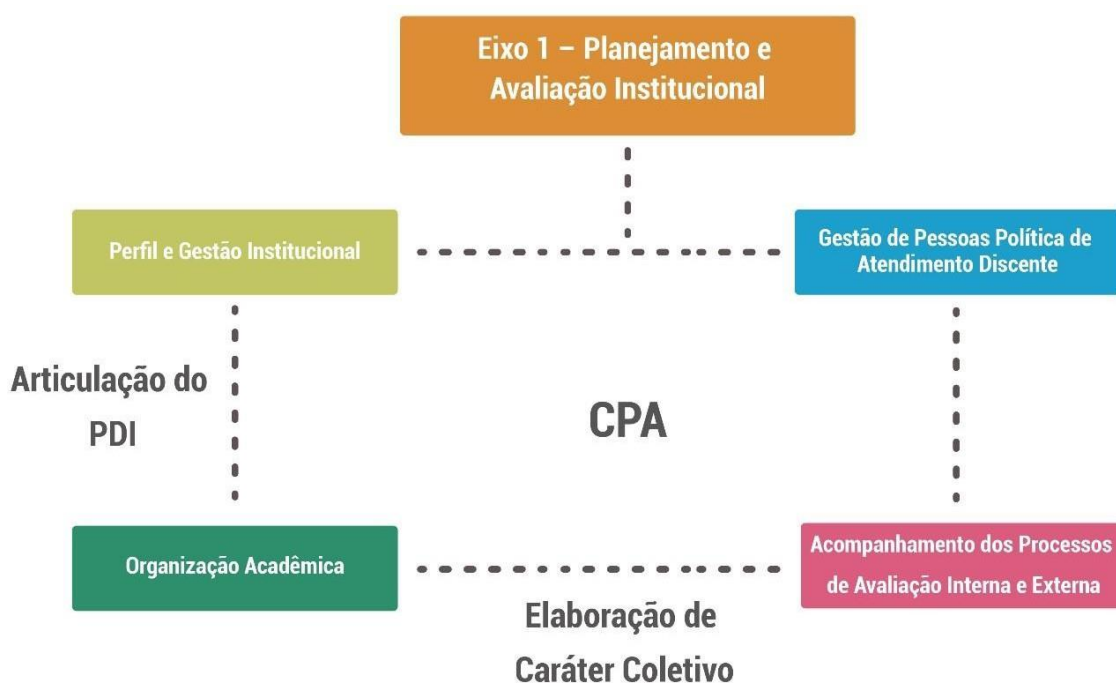 Eixo 1 – Planejamento e
Avaliação Institucional
Perfil e Gestão Institucional
Gestão de Pessoas Política de
Atendimento Discente
Articulação do
PDI
CPA
Organização Acadêmica
Acompanhamento dos Processos
de Avaliação Interna e Externa
Elaboração de
Caráter Coletivo